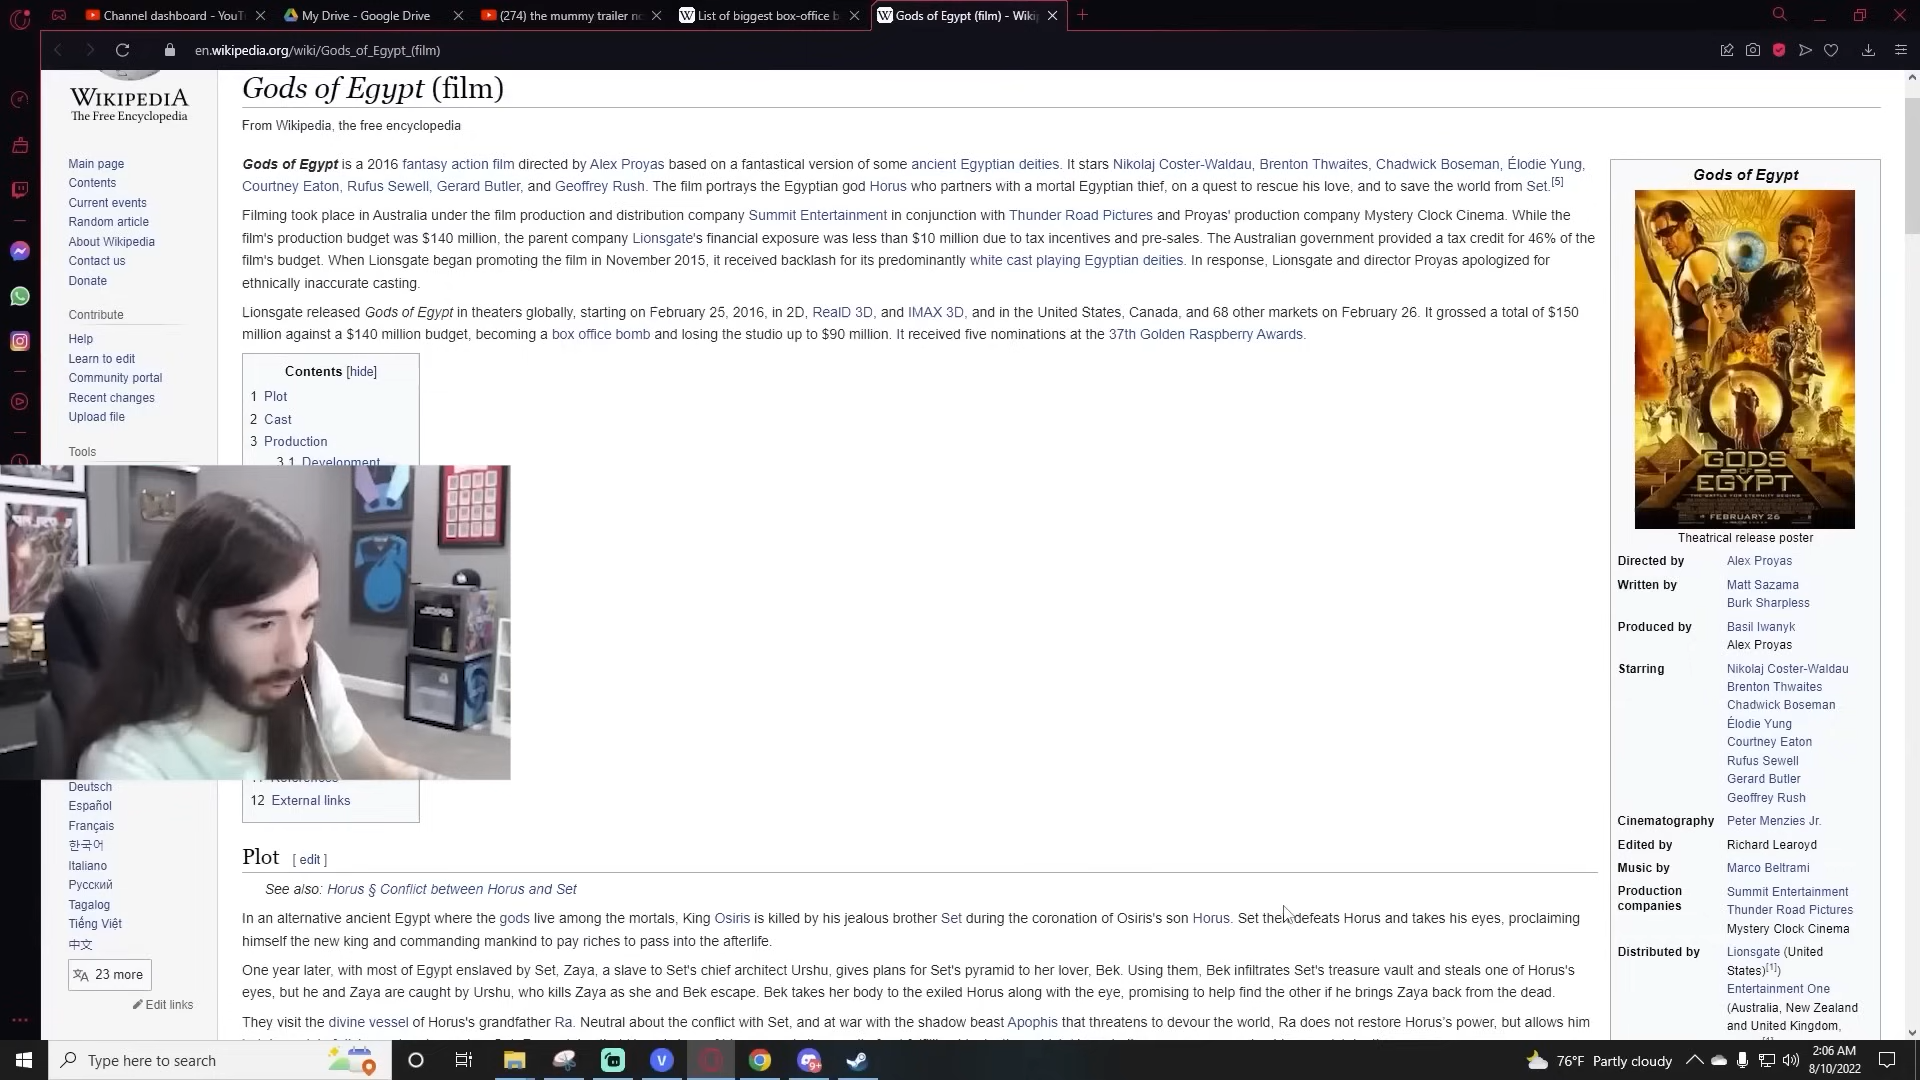 Channel dashboard - YouT
My Drive - Google Drive
(274) the mummy trailer n
List of biggest box-office b
Gods of Egypt (film) - Wiki
en.wikipedia.org/wiki/Gods_of_Egypt_(film)
WIKIPEDIA
The Free Encyclopedia
Main page
Contents
Current events
Random article
About Wikipedia
Contact us
Donate
Contribute
Help
Learn to edit
Community portal
Recent changes
Upload file
Tools
Deutsch
Español
Français
한국어
Italiano
Русский
Tagalog
Tiếng Việt
中文
23 more
Edit links
Gods of Egypt (film)
From Wikipedia, the free encyclopedia
Gods of Egypt is a 2016 fantasy action film directed by Alex Proyas based on a fantastical version of some ancient Egyptian deities. It stars Nikolaj Coster-Waldau, Brenton Thwaites, Chadwick Boseman, Élodie Yung,
Courtney Eaton, Rufus Sewell, Gerard Butler, and Geoffrey Rush. The film portrays the Egyptian god Horus who partners with a mortal Egyptian thief, on a quest to rescue his love, and to save the world from Set.[5]
Filming took place in Australia under the film production and distribution company Summit Entertainment in conjunction with Thunder Road Pictures and Proyas' production company Mystery Clock Cinema. While the
film's production budget was $140 million, the parent company Lionsgate's financial exposure was less than $10 million due to tax incentives and pre-sales. The Australian government provided a tax credit for 46% of the
film's budget. When Lionsgate began promoting the film in November 2015, it received backlash for its predominantly white cast playing Egyptian deities. In response, Lionsgate and director Proyas apologized for
ethnically inaccurate casting.
Lionsgate released Gods of Egypt in theaters globally, starting on February 25, 2016, in 2D, RealD 3D, and IMAX 3D, and in the United States, Canada, and 68 other markets on February 26. It grossed a total of $150
million against a $140 million budget, becoming a box office bomb and losing the studio up to $90 million. It received five nominations at the 37th Golden Raspberry Awards.
Contents [hide]
1 Plot
2 Cast
3 Production
3.1 Development
11 References
12 External links
Plot [ edit ]
See also: Horus § Conflict between Horus and Set
In an alternative ancient Egypt where the gods live among the mortals, King Osiris is killed by his jealous brother Set during the coronation of Osiris's son Horus. Set then defeats Horus and takes his eyes, proclaiming
himself the new king and commanding mankind to pay riches to pass into the afterlife.
One year later, with most of Egypt enslaved by Set, Zaya, a slave to Set's chief architect Urshu, gives plans for Set's pyramid to her lover, Bek. Using them, Bek infiltrates Set's treasure vault and steals one of Horus's
eyes, but he and Zaya are caught by Urshu, who kills Zaya as she and Bek escape. Bek takes her body to the exiled Horus along with the eye, promising to help find the other if he brings Zaya back from the dead.
They visit the divine vessel of Horus's grandfather Ra. Neutral about the conflict with Set, and at war with the shadow beast Apophis that threatens to devour the world, Ra does not restore Horus's power, but allows him
Gods of Egypt
GODS
OF
EGYPT
THE BATTLE FOR ETERNITY BEGINS
FEBRUARY 26
Theatrical release poster
Directed by Alex Proyas
Written by Matt Sazama
Burk Sharpless
Produced by Basil Iwanyk
Alex Proyas
Starring Nikolaj Coster-Waldau
Brenton Thwaites
Chadwick Boseman
Élodie Yung
Courtney Eaton
Rufus Sewell
Gerard Butler
Geoffrey Rush
Cinematography Peter Menzies Jr.
Edited by Richard Learoyd
Music by Marco Beltrami
Production companies Summit Entertainment
Thunder Road Pictures
Mystery Clock Cinema
Distributed by Lionsgate (United
States)[1])
Entertainment One
(Australia, New Zealand
and United Kingdom,
Type here to search
9+
76°F Partly cloudy
2:06 AM
8/10/2022